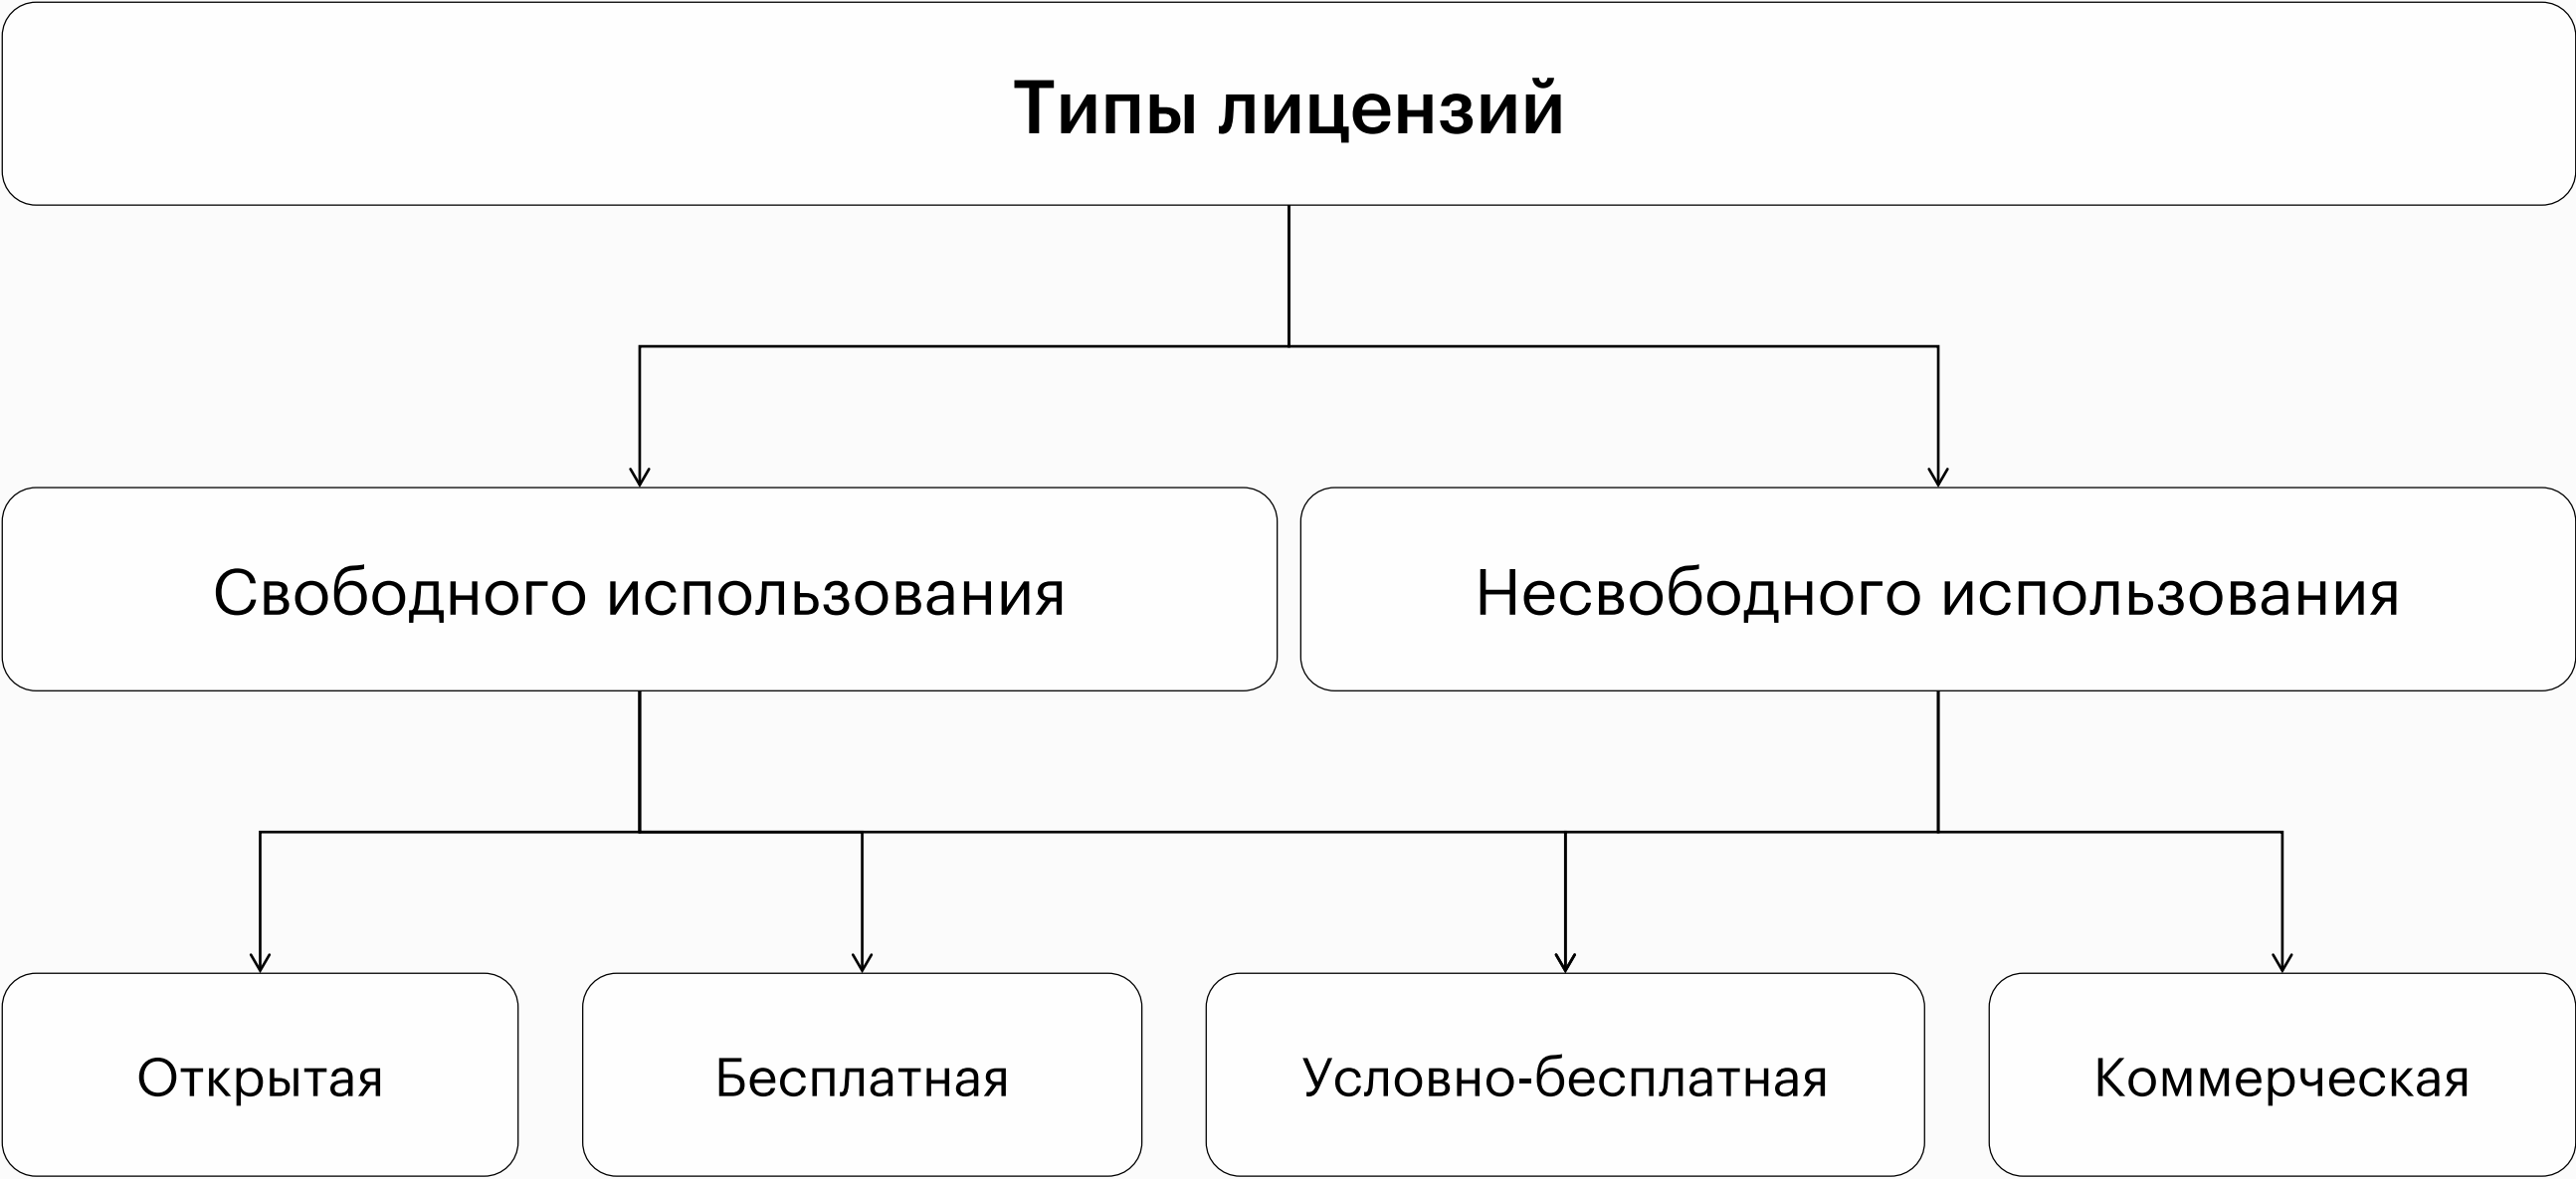 Типы лицензий
Свободного использования
Несвободного использования
Открытая
Бесплатная
Условно-бесплатная
Коммерческая